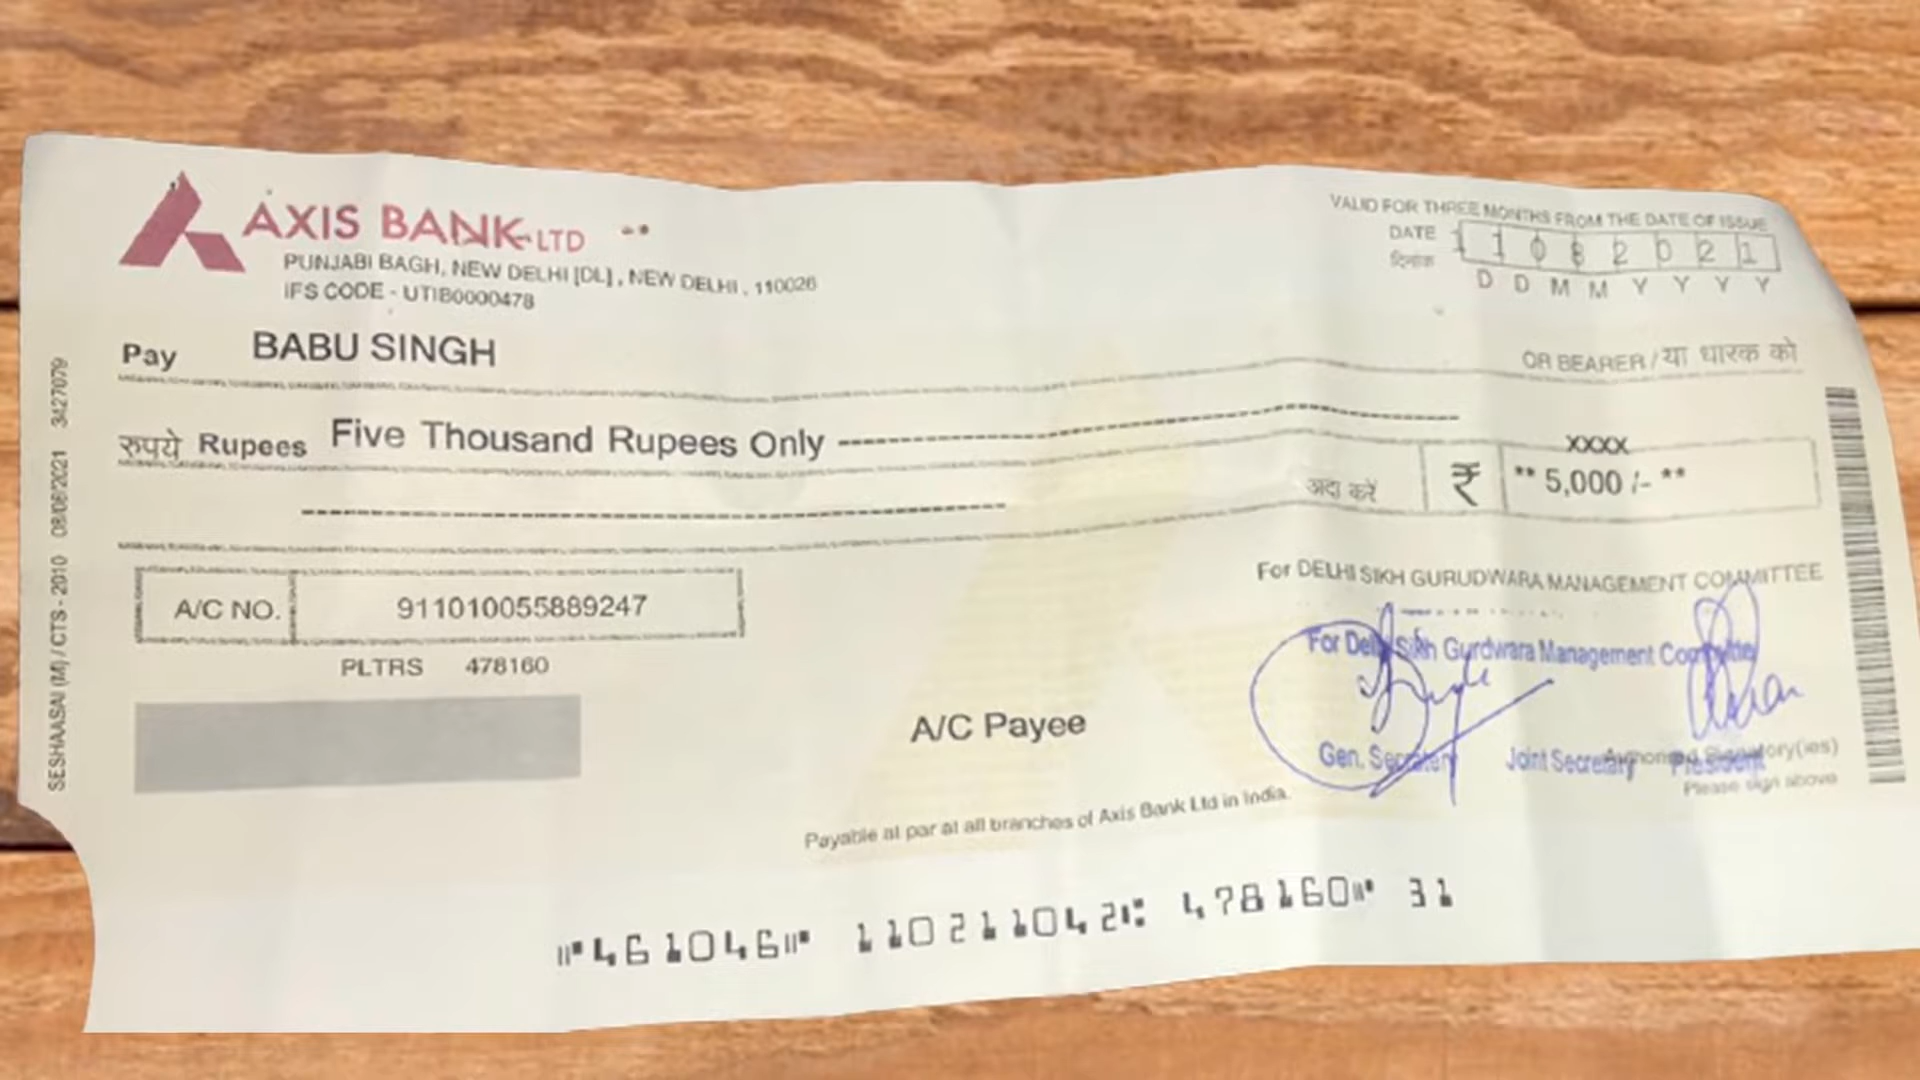 AXIS BANK LTD
PUNJABI BAGH, NEW DELHI [DL] , NEW DELHI , 110026
IFS CODE - UTIB0000478
VALID FOR THREE MONTHS FROM THE DATE OF ISSUE
DATE 1 1 0 8 2 0 2 1
दिनांक
D D M M Y Y Y Y
Pay BABU SINGH
OR BEARER / या धारक को
रुपये Rupees Five Thousand Rupees Only
XXXX
अदा करें ₹ ** 5,000 /- **
A/C NO. 911010055889247
PLTRS 478160
For DELHI SIKH GURUDWARA MANAGEMENT COMMITTEE
For Delhi Sikh Gurdwara Management Committee
A/C Payee
Gen. Secretary Joint Secretary President
Authorised Signatory(ies)
Please sign above
Payable at par at all branches of Axis Bank Ltd in India.
⑈461046⑈ 110211042⑆ 478160⑈ 31
SESHAASAI (M) / CTS - 2010 08/06/2021 3427079